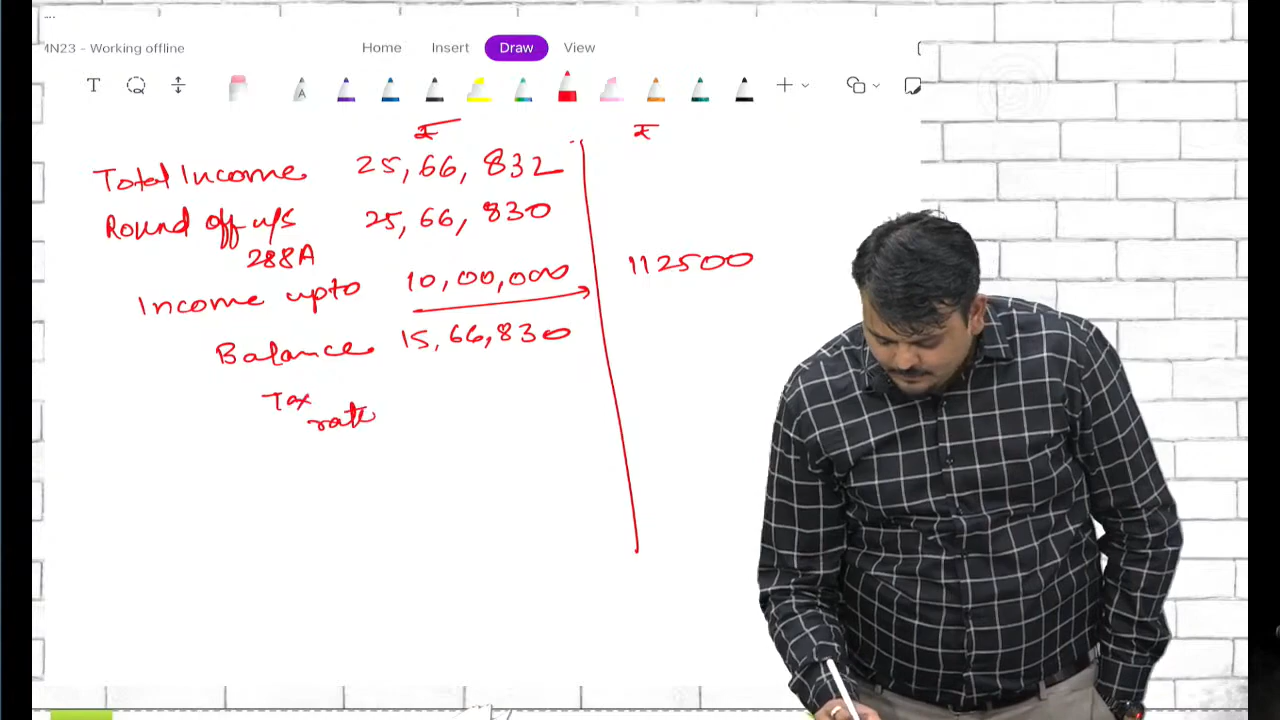 MN23 - Working offline
Home Insert Draw View
T
A
₹ ₹
Total Income 25,66,832
Round off u/s 25,66,830
288A
Income upto 10,00,000 112500
Balance 15,66,830
Tax
rate